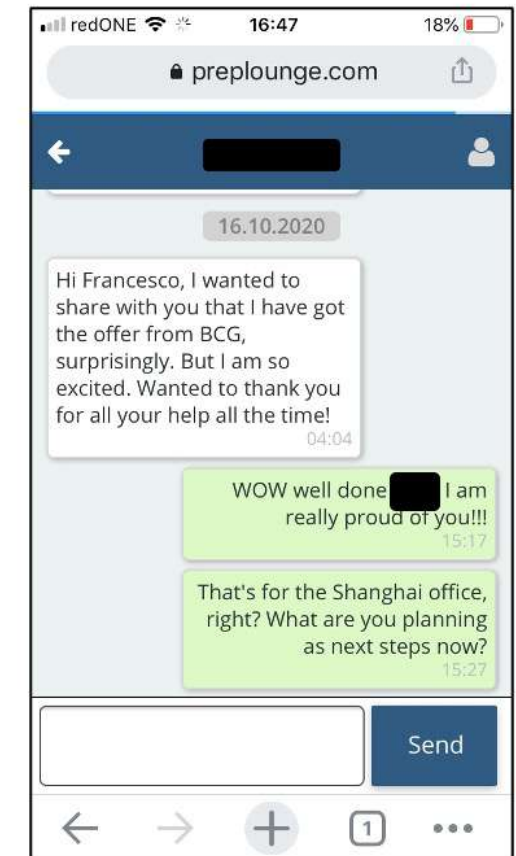 redONE 16:47 18%
preplounge.com
16.10.2020
Hi Francesco, I wanted to
share with you that I have got
the offer from BCG,
surprisingly. But I am so
excited. Wanted to thank you
for all your help all the time!
04:04
WOW well done I am
really proud of you!!!
15:17
That's for the Shanghai office,
right? What are you planning
as next steps now?
15:27
Send
1